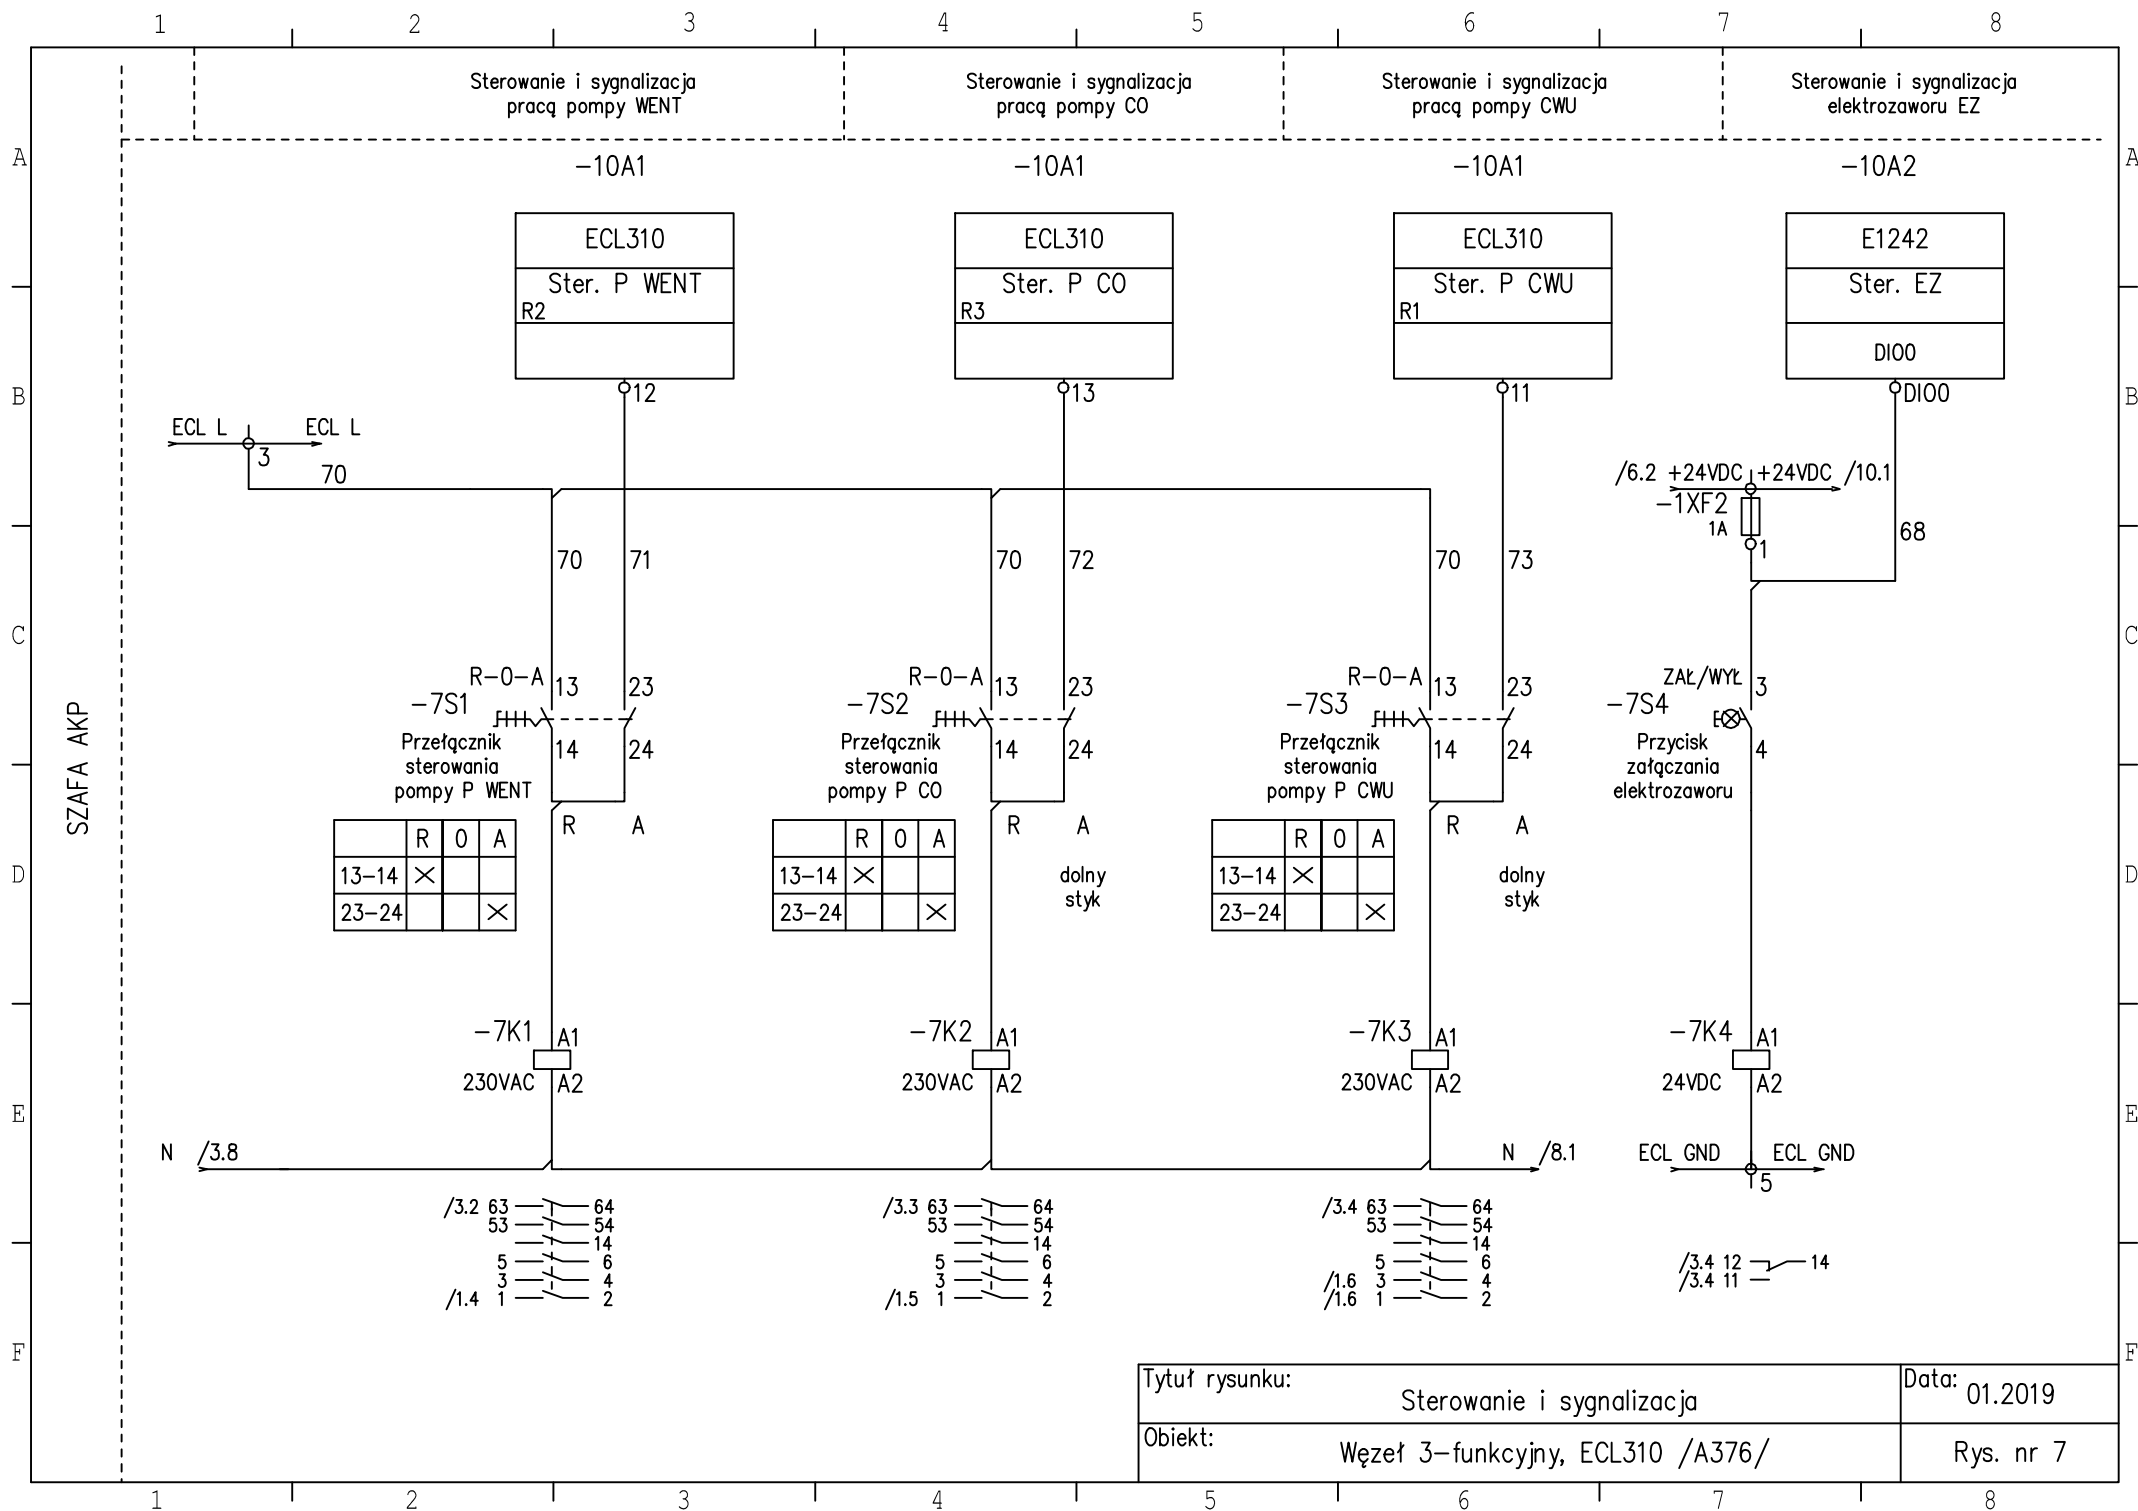 1 2 3 4 5 6 7 8
Sterowanie i sygnalizacja
pracą pompy WENT
Sterowanie i sygnalizacja
pracą pompy CO
Sterowanie i sygnalizacja
pracą pompy CWU
Sterowanie i sygnalizacja
elektrozaworu EZ
A A
-10A1 -10A1 -10A1 -10A2
ECL310 ECL310 ECL310 E1242
Ster. P WENT Ster. P CO Ster. P CWU Ster. EZ
R2 R3 R1
DIO0
B 12 13 11 DIO0 B
ECL L ECL L
3
70
/6.2 +24VDC +24VDC /10.1
-1XF2
1A
1
68
70 71 70 72 70 73
C C
R-0-A 13 23 R-0-A 13 23 R-0-A 13 23 ZAŁ/WYŁ 3
-7S1 -7S2 -7S3 -7S4
14 24 14 24 14 24 4
Przełącznik
sterowania
pompy P WENT
Przełącznik
sterowania
pompy P CO
Przełącznik
sterowania
pompy P CWU
Przycisk
załączania
elektrozaworu
SZAFA AKP
R A R A R A
R 0 A R 0 A R 0 A
D 13-14 X 13-14 X 13-14 X D
23-24 X 23-24 X 23-24 X
dolny
styk
dolny
styk
-7K1 A1 -7K2 A1 -7K3 A1 -7K4 A1
230VAC A2 230VAC A2 230VAC A2 24VDC A2
E E
N /3.8 N /8.1 ECL GND ECL GND
5
/3.2 63 64 /3.3 63 64 /3.4 63 64
53 54 53 54 53 54
14 14 14
5 6 5 6 5 6 /3.4 12 14
3 4 3 4 /1.6 3 4 /3.4 11
/1.4 1 2 /1.5 1 2 /1.6 1 2
F F
Tytuł rysunku:
Sterowanie i sygnalizacja
Data: 01.2019
Obiekt:
Węzeł 3-funkcyjny, ECL310 /A376/
Rys. nr 7
1 2 3 4 5 6 7 8